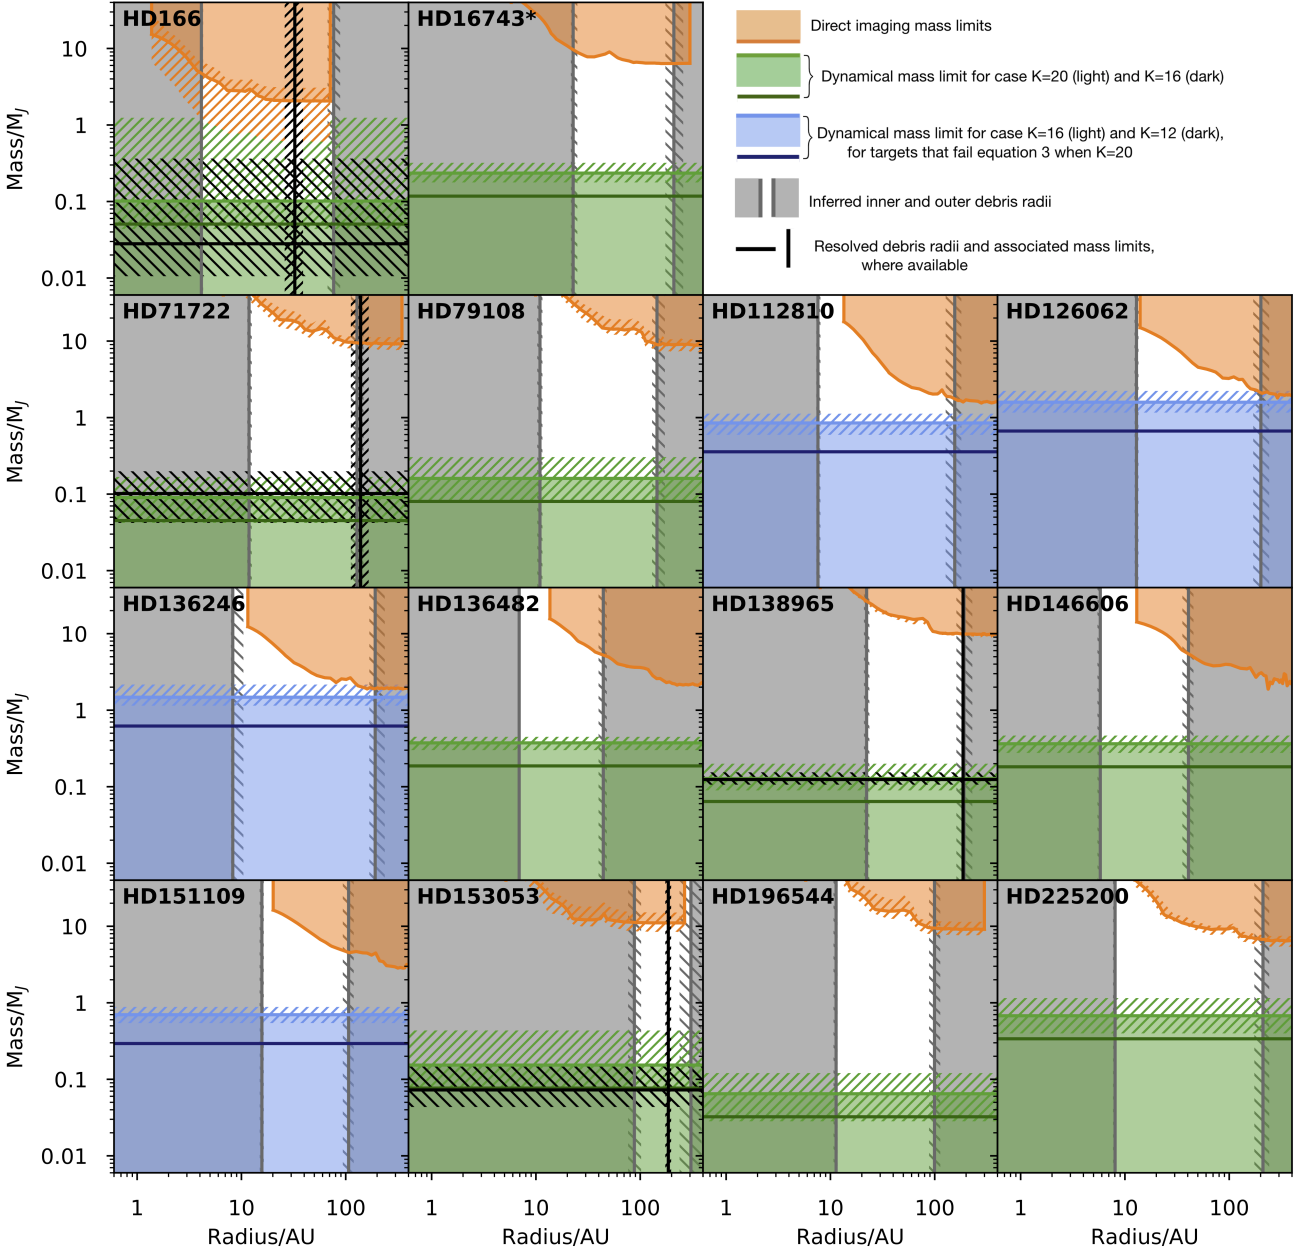 HD166
HD16743*
Direct imaging mass limits
Dynamical mass limit for case K=20 (light) and K=16 (dark)
Dynamical mass limit for case K=16 (light) and K=12 (dark),
for targets that fail equation 3 when K=20
Inferred inner and outer debris radii
Resolved debris radii and associated mass limits,
where available
10
1
0.1
0.01
Mass/M_J
HD71722
HD79108
HD112810
HD126062
10
1
0.1
0.01
Mass/M_J
HD136246
HD136482
HD138965
HD146606
10
1
0.1
0.01
Mass/M_J
HD151109
HD153053
HD196544
HD225200
10
1
0.1
0.01
Mass/M_J
1 10 100
1 10 100
1 10 100
1 10 100
Radius/AU
Radius/AU
Radius/AU
Radius/AU